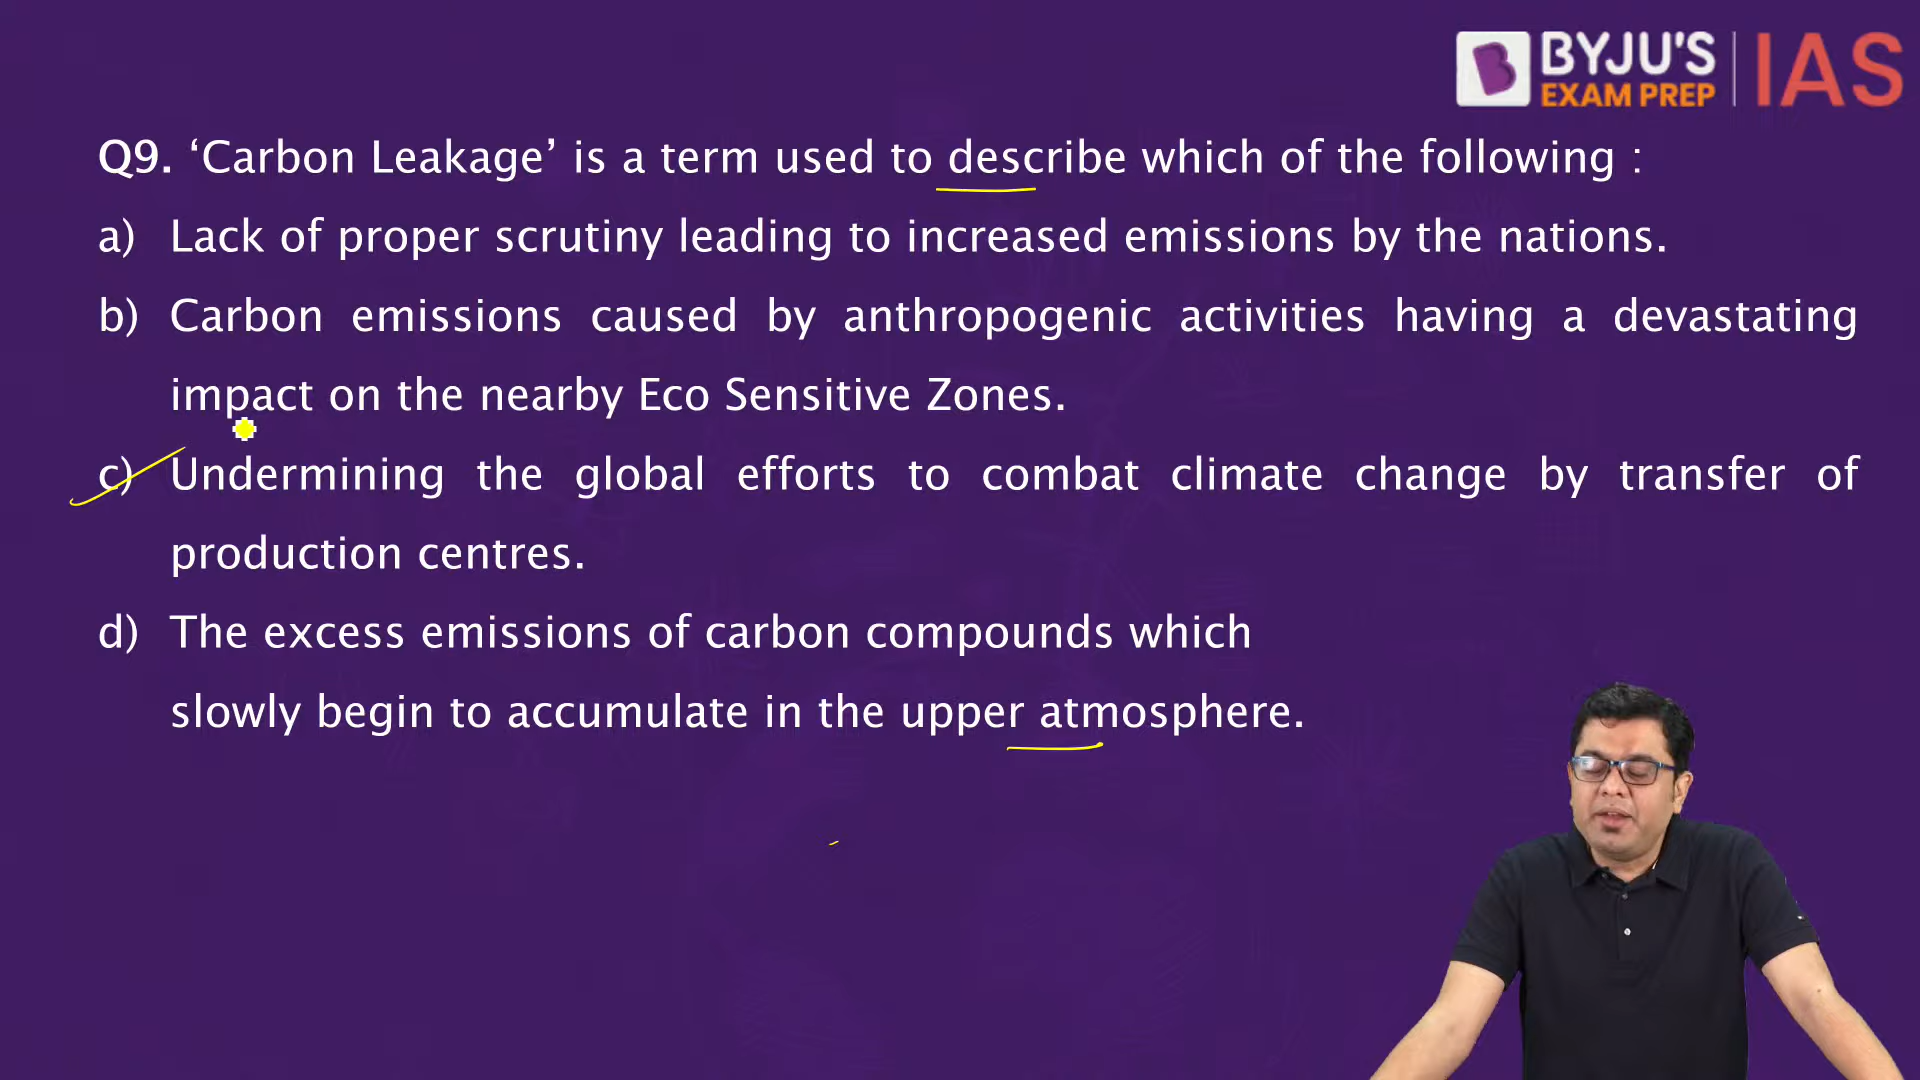 BYJU'S
EXAM PREP
IAS
Q9. ‘Carbon Leakage’ is a term used to describe which of the following :
a) Lack of proper scrutiny leading to increased emissions by the nations.
b) Carbon emissions caused by anthropogenic activities having a devastating
impact on the nearby Eco Sensitive Zones.
c) Undermining the global efforts to combat climate change by transfer of
production centres.
d) The excess emissions of carbon compounds which
slowly begin to accumulate in the upper atmosphere.